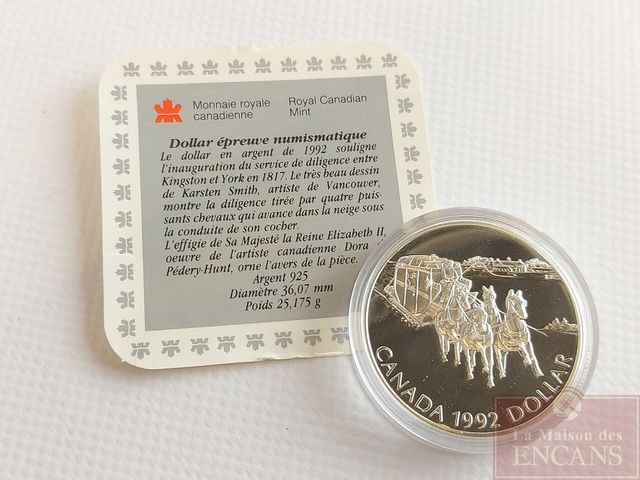 Monnaie royale canadienne
Royal Canadian Mint
Dollar épreuve numismatique
Le dollar en argent de 1992 souligne
l'inauguration du service de diligence entre
Kingston et York en 1817. Le très beau dessin
de Karsten Smith, artiste de Vancouver,
montre la diligence tirée par quatre puis-
sants chevaux qui avance dans la neige sous
la conduite de son cocher.
L'effigie de Sa Majesté la Reine Elizabeth II,
oeuvre de l'artiste canadienne Dora
Pédery-Hunt, orne l'avers de la pièce.
Argent 925
Diamètre 36,07 mm
Poids 25,175 g
CANADA 1992 DOLLAR
La Maison des
ENCANS